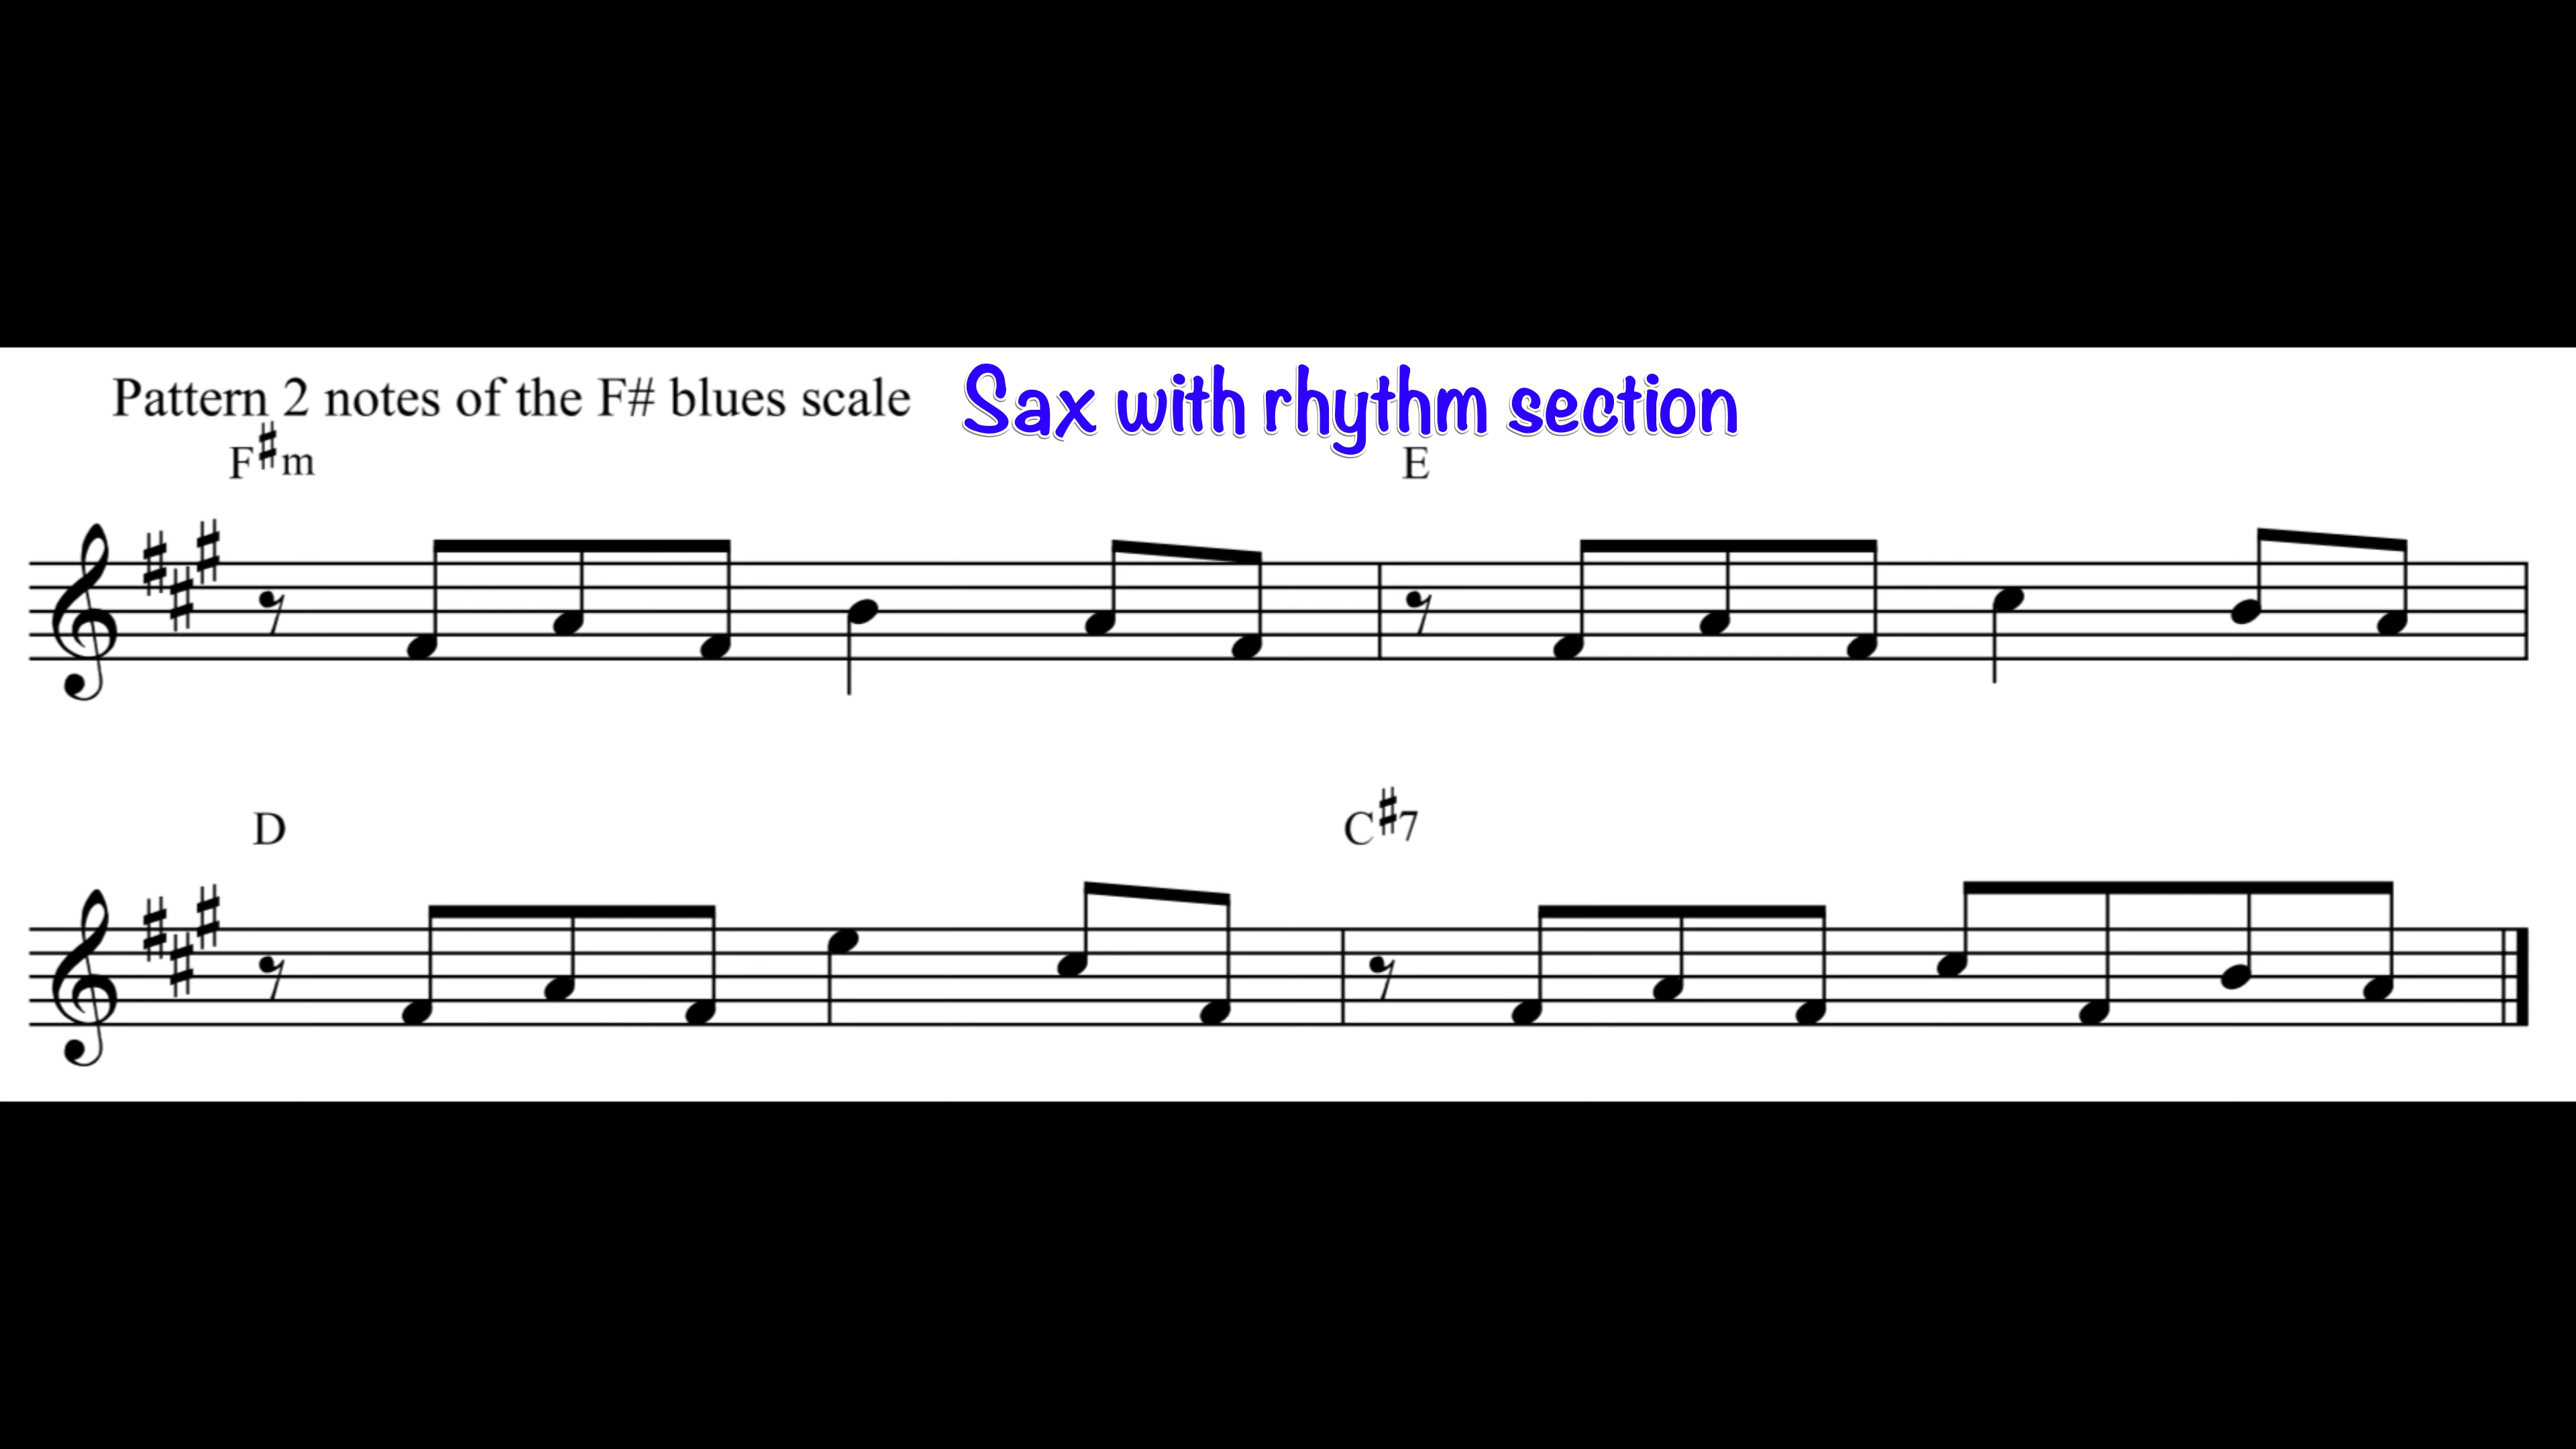 Pattern 2 notes of the F# blues scale Sax with rhythm section
F♯m E
D C♯7